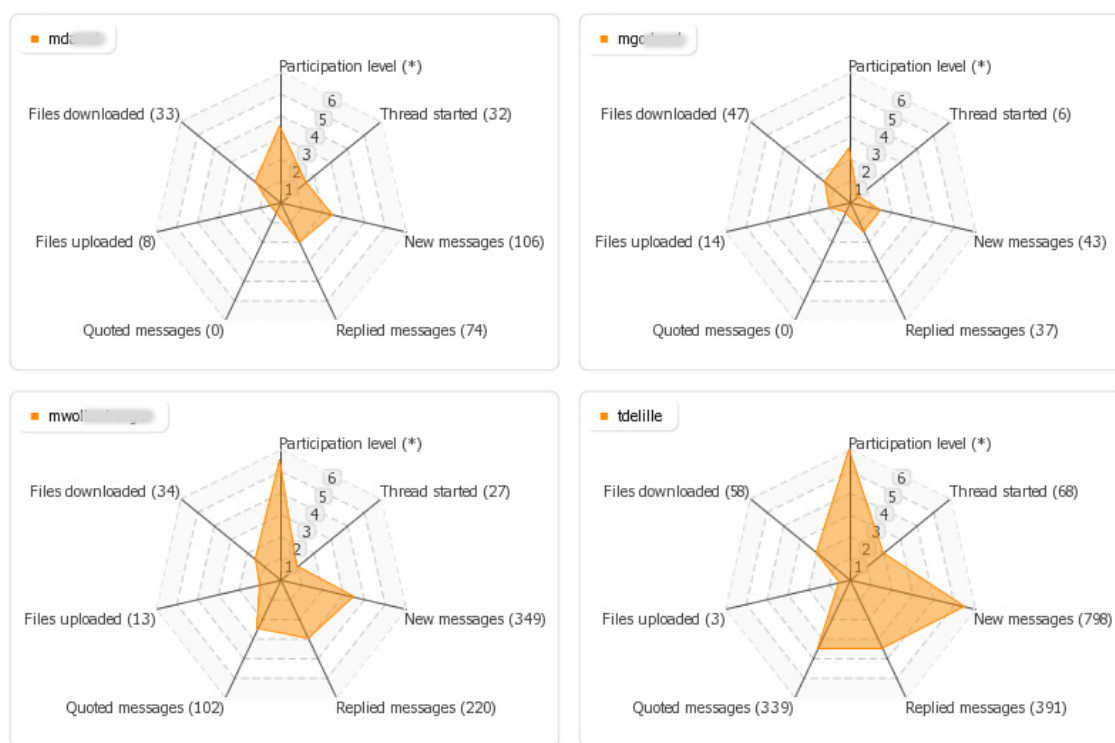 Participation level (*)
Files downloaded (33)
Thread started (32)
6
5
4
3
2
1
Files uploaded (8)
New messages (106)
Quoted messages (0)
Replied messages (74)
Participation level (*)
Files downloaded (47)
Thread started (6)
6
5
4
3
2
1
Files uploaded (14)
New messages (43)
Quoted messages (0)
Replied messages (37)
Participation level (*)
Files downloaded (34)
Thread started (27)
6
5
4
3
2
1
Files uploaded (13)
New messages (349)
Quoted messages (102)
Replied messages (220)
tdelille
Participation level (*)
Files downloaded (58)
Thread started (68)
6
5
4
3
2
1
Files uploaded (3)
New messages (798)
Quoted messages (339)
Replied messages (391)